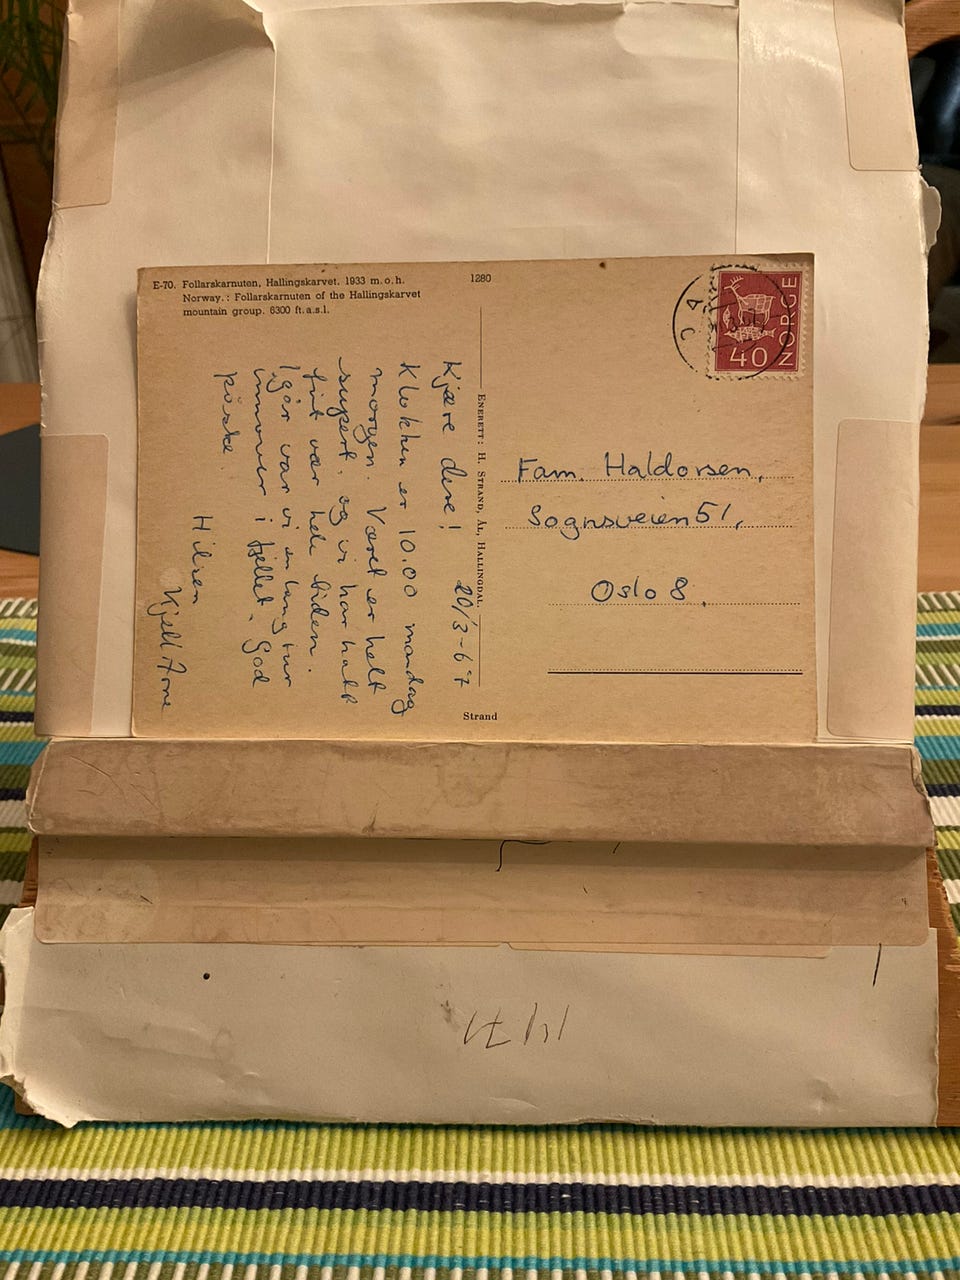 E-70. Follarskarnuten, Hallingskarvet. 1933 m.o.h.
Norway.: Follarskarnuten of the Hallingskarvet
mountain group. 6300 ft.a.s.l.
1280
20/3-67
Kjære dere!
Klokken er 10.00 mandag
morgen. Været er helt
supert, og vi har hatt
fint vær hele tiden.
Igår var vi en lang tur
innover i fjellet. God
påske.
Hilsen
Kjell Arne
ENERETT: H. STRAND, ÅL, HALLINGDAL.
Strand
NORGE
40
Fam. Haldorsen,
Sognsveien 51,
Oslo 8.